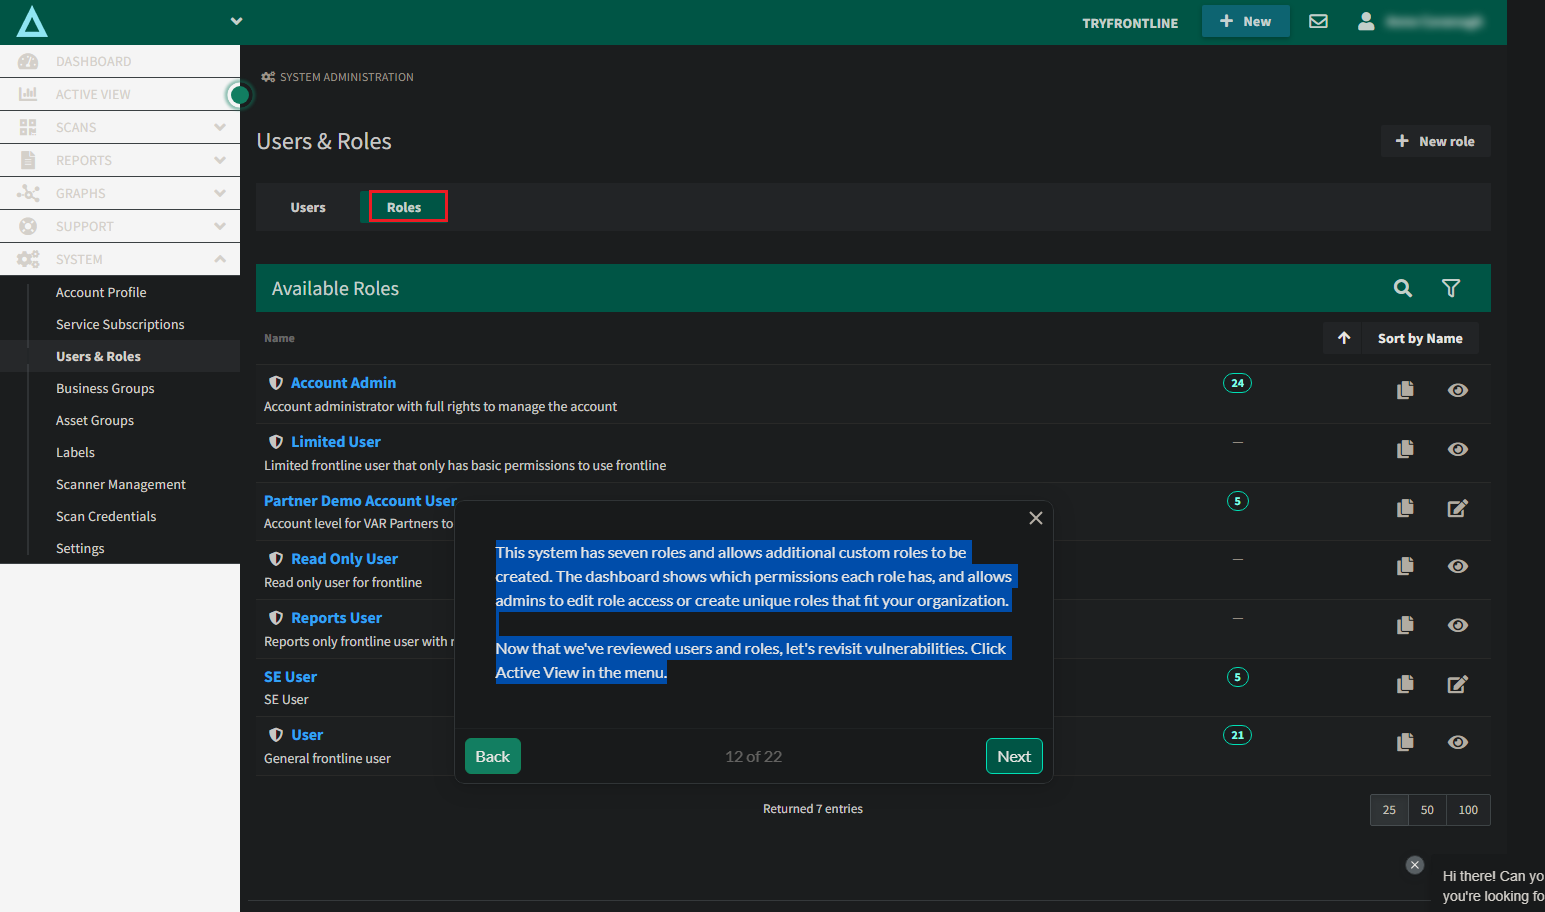 TRYFRONTLINE
New
DASHBOARD
ACTIVE VIEW
SCANS
REPORTS
GRAPHS
SUPPORT
SYSTEM
Account Profile
Service Subscriptions
Users & Roles
Business Groups
Asset Groups
Labels
Scanner Management
Scan Credentials
Settings
SYSTEM ADMINISTRATION
Users & Roles
New role
Users
Roles
Available Roles
Name
Sort by Name
Account Admin
24
Account administrator with full rights to manage the account
Limited User
—
Limited frontline user that only has basic permissions to use frontline
Partner Demo Account User
5
Account level for VAR Partners to
Read Only User
—
Read only user for frontline
Reports User
—
Reports only frontline user with
SE User
5
SE User
User
21
General frontline user
This system has seven roles and allows additional custom roles to be
created. The dashboard shows which permissions each role has, and allows
admins to edit role access or create unique roles that fit your organization.
Now that we've reviewed users and roles, let's revisit vulnerabilities. Click
Active View in the menu.
Back
12 of 22
Next
Returned 7 entries
25
50
100
Hi there! Can yo
you're looking fo